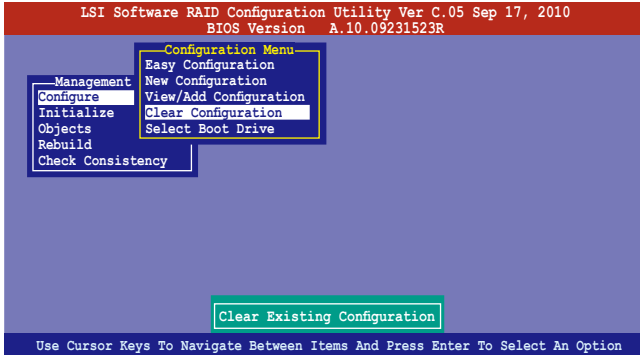 LSI Software RAID Configuration Utility Ver C.05 Sep 17, 2010
BIOS Version A.10.09231523R
Configuration Menu
Easy Configuration
New Configuration
View/Add Configuration
Clear Configuration
Select Boot Drive
Management
Configure
Initialize
Objects
Rebuild
Check Consistency
Clear Existing Configuration
Use Cursor Keys To Navigate Between Items And Press Enter To Select An Option